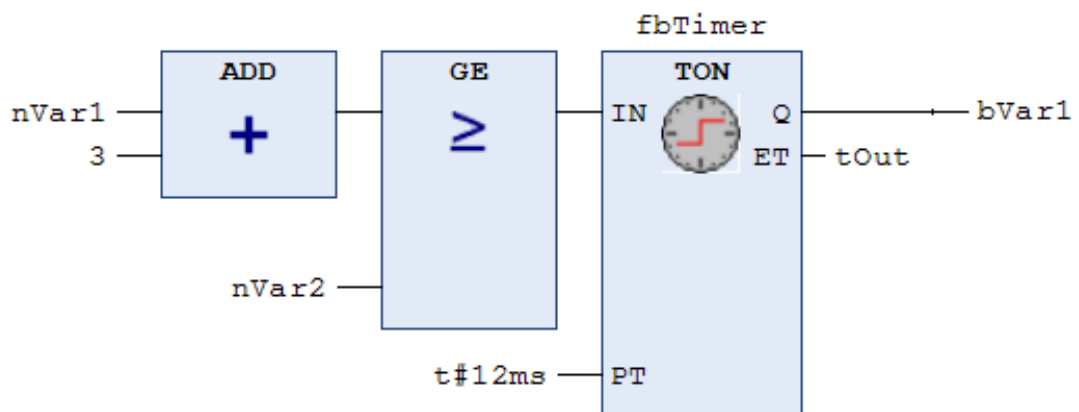 fbTimer
ADD GE TON
nVar1 + ≥ IN Q bVar1
3 ET tOut
nVar2
t#12ms PT